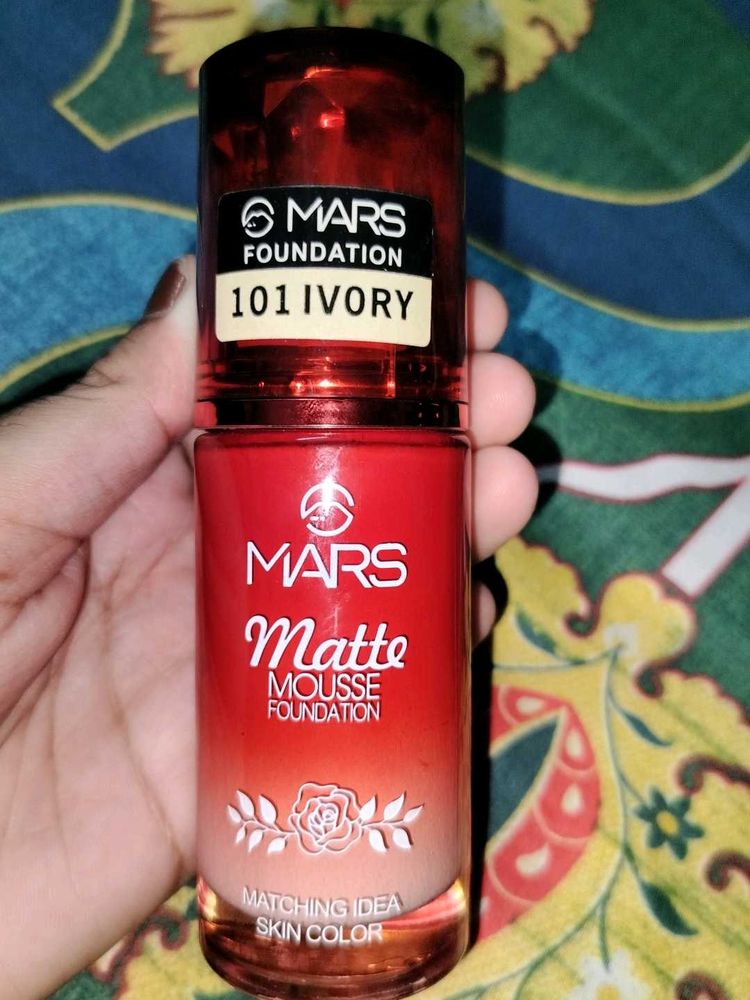 MARS
FOUNDATION
101 IVORY
MARS
Matte
MOUSSE
FOUNDATION
MATCHING IDEA
SKIN COLOR